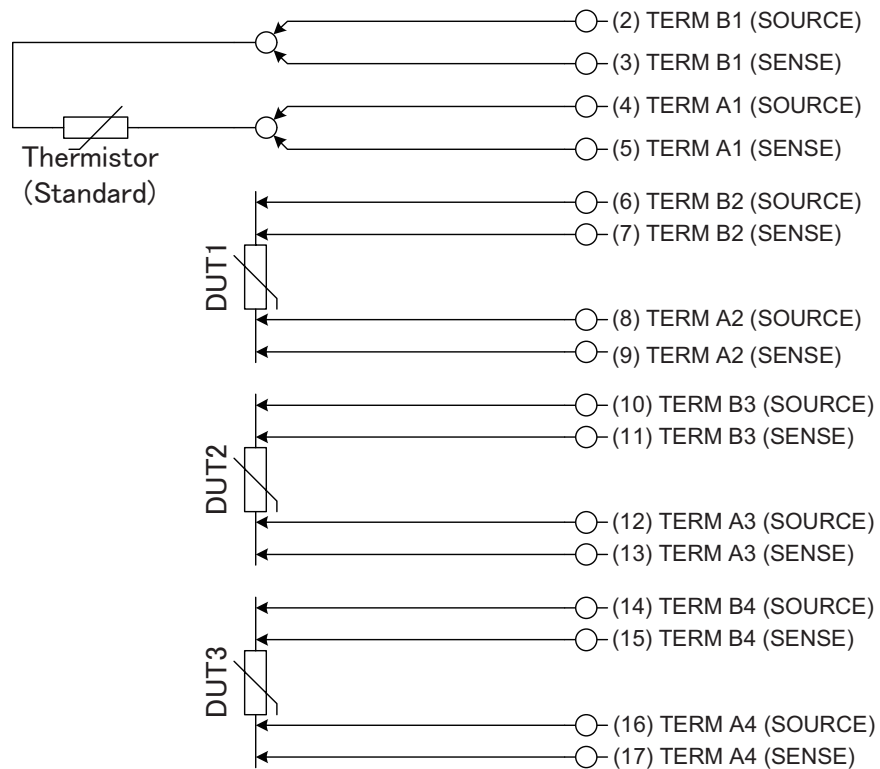 (2) TERM B1 (SOURCE)
(3) TERM B1 (SENSE)
(4) TERM A1 (SOURCE)
(5) TERM A1 (SENSE)
Thermistor
(Standard)
(6) TERM B2 (SOURCE)
(7) TERM B2 (SENSE)
DUT1
(8) TERM A2 (SOURCE)
(9) TERM A2 (SENSE)
(10) TERM B3 (SOURCE)
(11) TERM B3 (SENSE)
DUT2
(12) TERM A3 (SOURCE)
(13) TERM A3 (SENSE)
(14) TERM B4 (SOURCE)
(15) TERM B4 (SENSE)
DUT3
(16) TERM A4 (SOURCE)
(17) TERM A4 (SENSE)